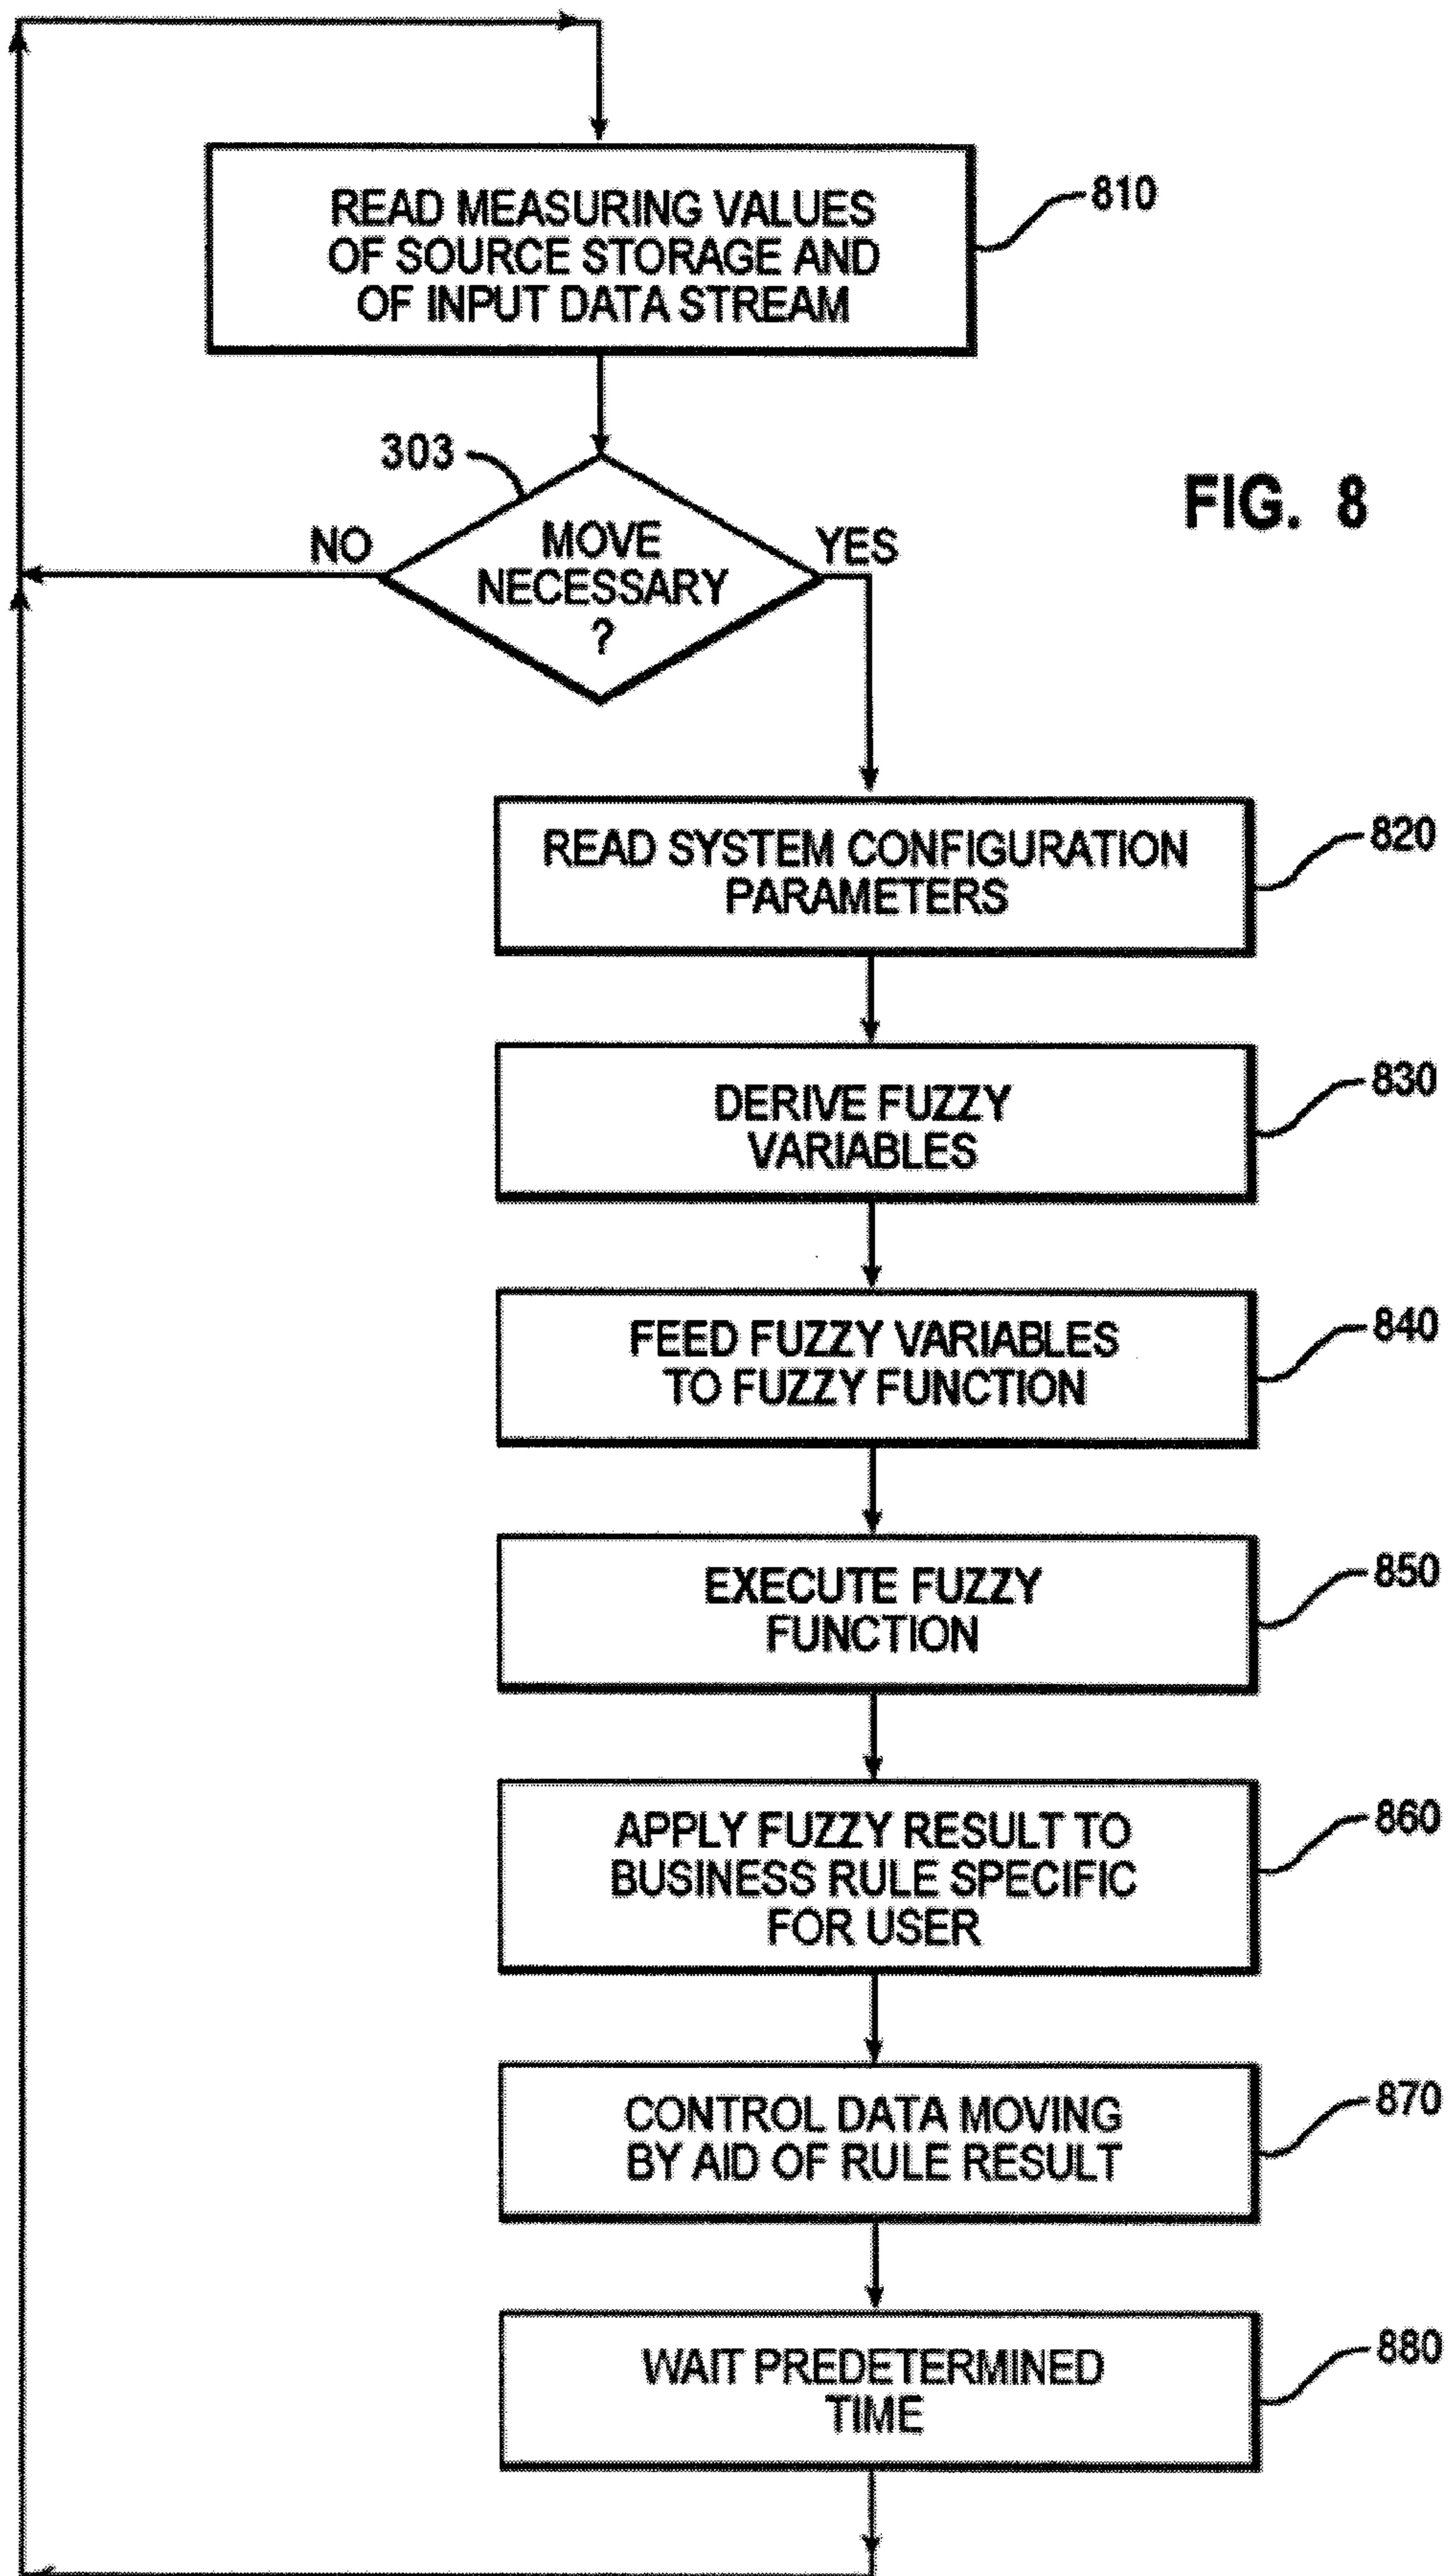 READ MEASURING VALUES
OF SOURCE STORAGE AND
OF INPUT DATA STREAM
810
303
FIG. 8
NO
MOVE
NECESSARY
?
YES
READ SYSTEM CONFIGURATION
PARAMETERS
820
DERIVE FUZZY
VARIABLES
830
FEED FUZZY VARIABLES
TO FUZZY FUNCTION
840
EXECUTE FUZZY
FUNCTION
850
APPLY FUZZY RESULT TO
BUSINESS RULE SPECIFIC
FOR USER
860
CONTROL DATA MOVING
BY AID OF RULE RESULT
870
WAIT PREDETERMINED
TIME
880